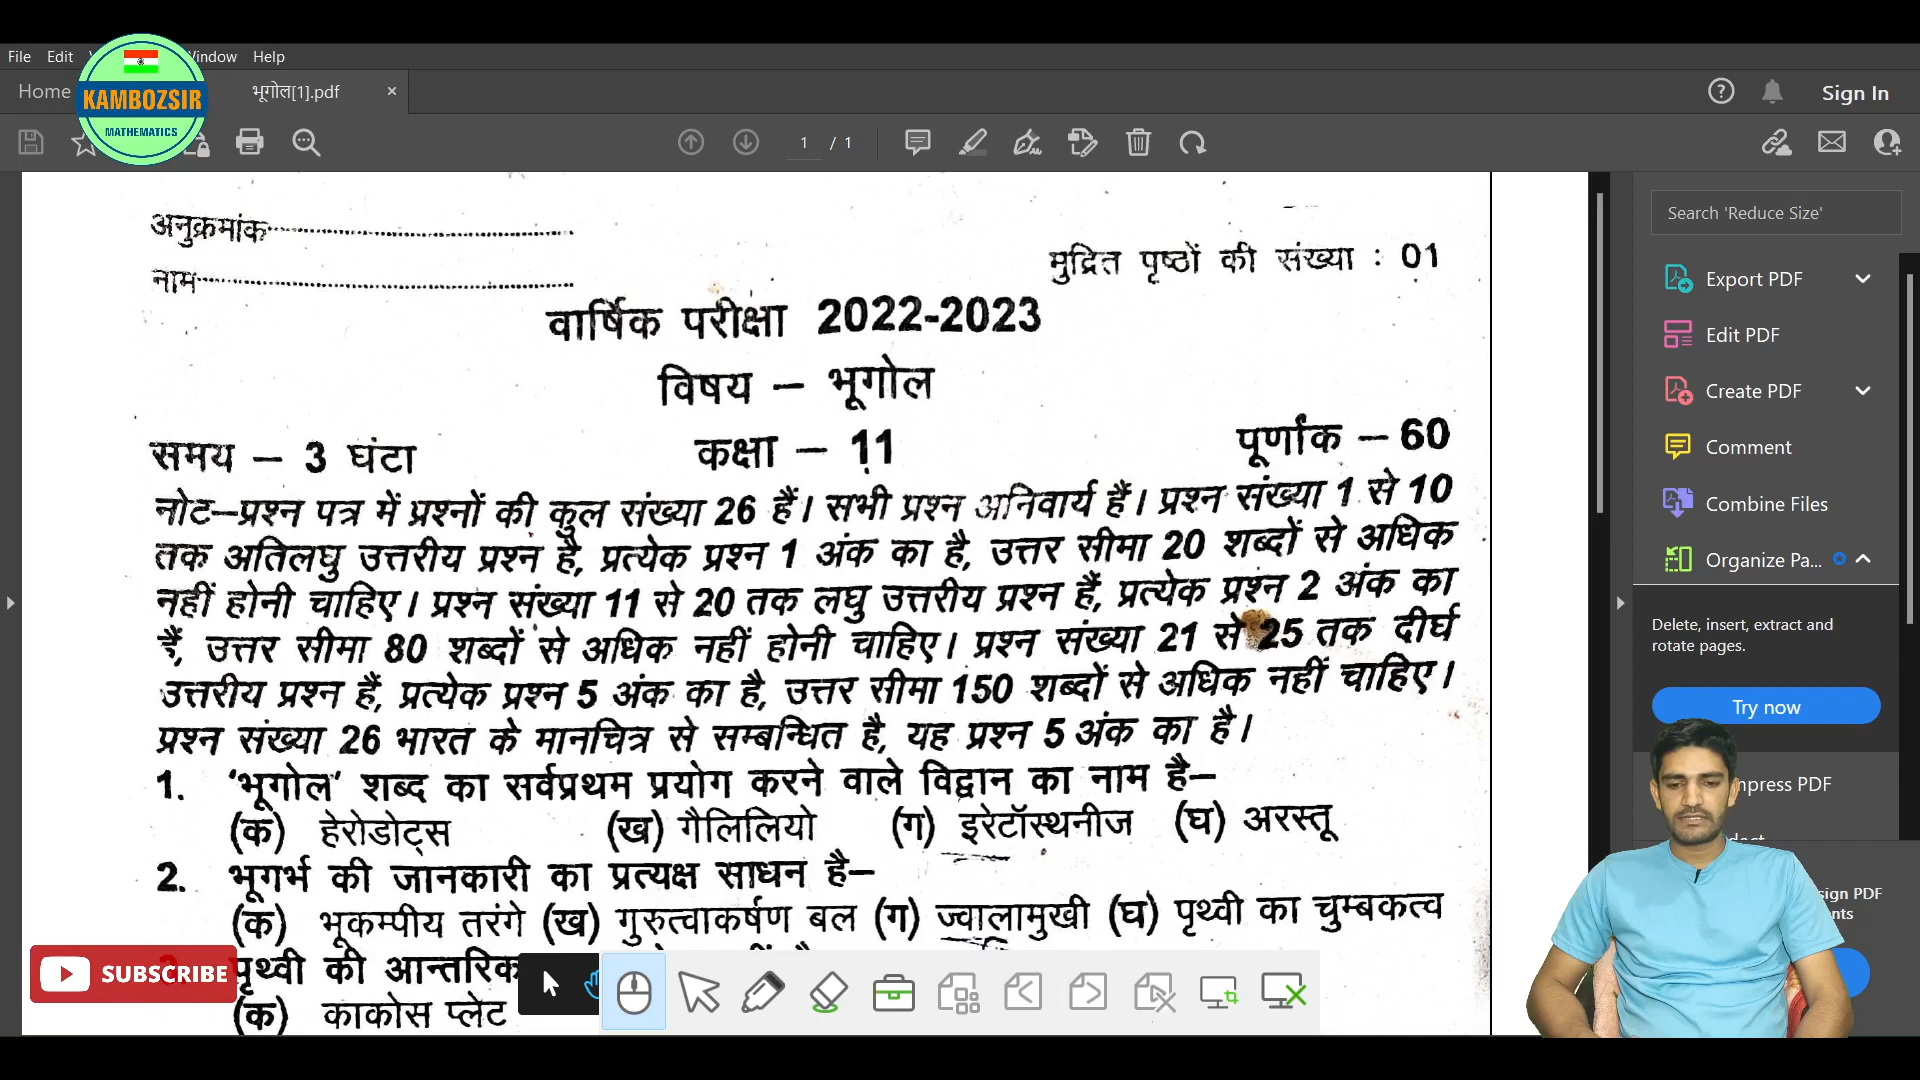 File Edit Window Help
Home भूगोल[1].pdf × Sign In
KAMBOZSIR
MATHEMATICS
1 / 1
Search 'Reduce Size'
Export PDF
Edit PDF
Create PDF
Comment
Combine Files
Organize Pa...
Delete, insert, extract and
rotate pages.
Try now
mpress PDF
sign PDF
nts
अनुक्रमांक
नाम
मुद्रित पृष्ठों की संख्या : 01
वार्षिक परीक्षा 2022-2023
विषय – भूगोल
समय – 3 घंटा कक्षा – 11 पूर्णांक – 60
नोट–प्रश्न पत्र में प्रश्नों की कुल संख्या 26 हैं। सभी प्रश्न अनिवार्य हैं। प्रश्न संख्या 1 से 10
तक अतिलघु उत्तरीय प्रश्न है, प्रत्येक प्रश्न 1 अंक का है, उत्तर सीमा 20 शब्दों से अधिक
नहीं होनी चाहिए। प्रश्न संख्या 11 से 20 तक लघु उत्तरीय प्रश्न हैं, प्रत्येक प्रश्न 2 अंक का
हैं, उत्तर सीमा 80 शब्दों से अधिक नहीं होनी चाहिए। प्रश्न संख्या 21 से 25 तक दीर्घ
उत्तरीय प्रश्न हैं, प्रत्येक प्रश्न 5 अंक का है, उत्तर सीमा 150 शब्दों से अधिक नहीं चाहिए।
प्रश्न संख्या 26 भारत के मानचित्र से सम्बन्धित है, यह प्रश्न 5 अंक का है।
1. 'भूगोल' शब्द का सर्वप्रथम प्रयोग करने वाले विद्वान का नाम है–
(क) हेरोडोट्स (ख) गैलिलियो (ग) इरेटॉस्थनीज (घ) अरस्तू
2. भूगर्भ की जानकारी का प्रत्यक्ष साधन है–
(क) भूकम्पीय तरंगे (ख) गुरुत्वाकर्षण बल (ग) ज्वालामुखी (घ) पृथ्वी का चुम्बकत्व
पृथ्वी की आन्तरिक
(क) काकोस प्लेट
SUBSCRIBE